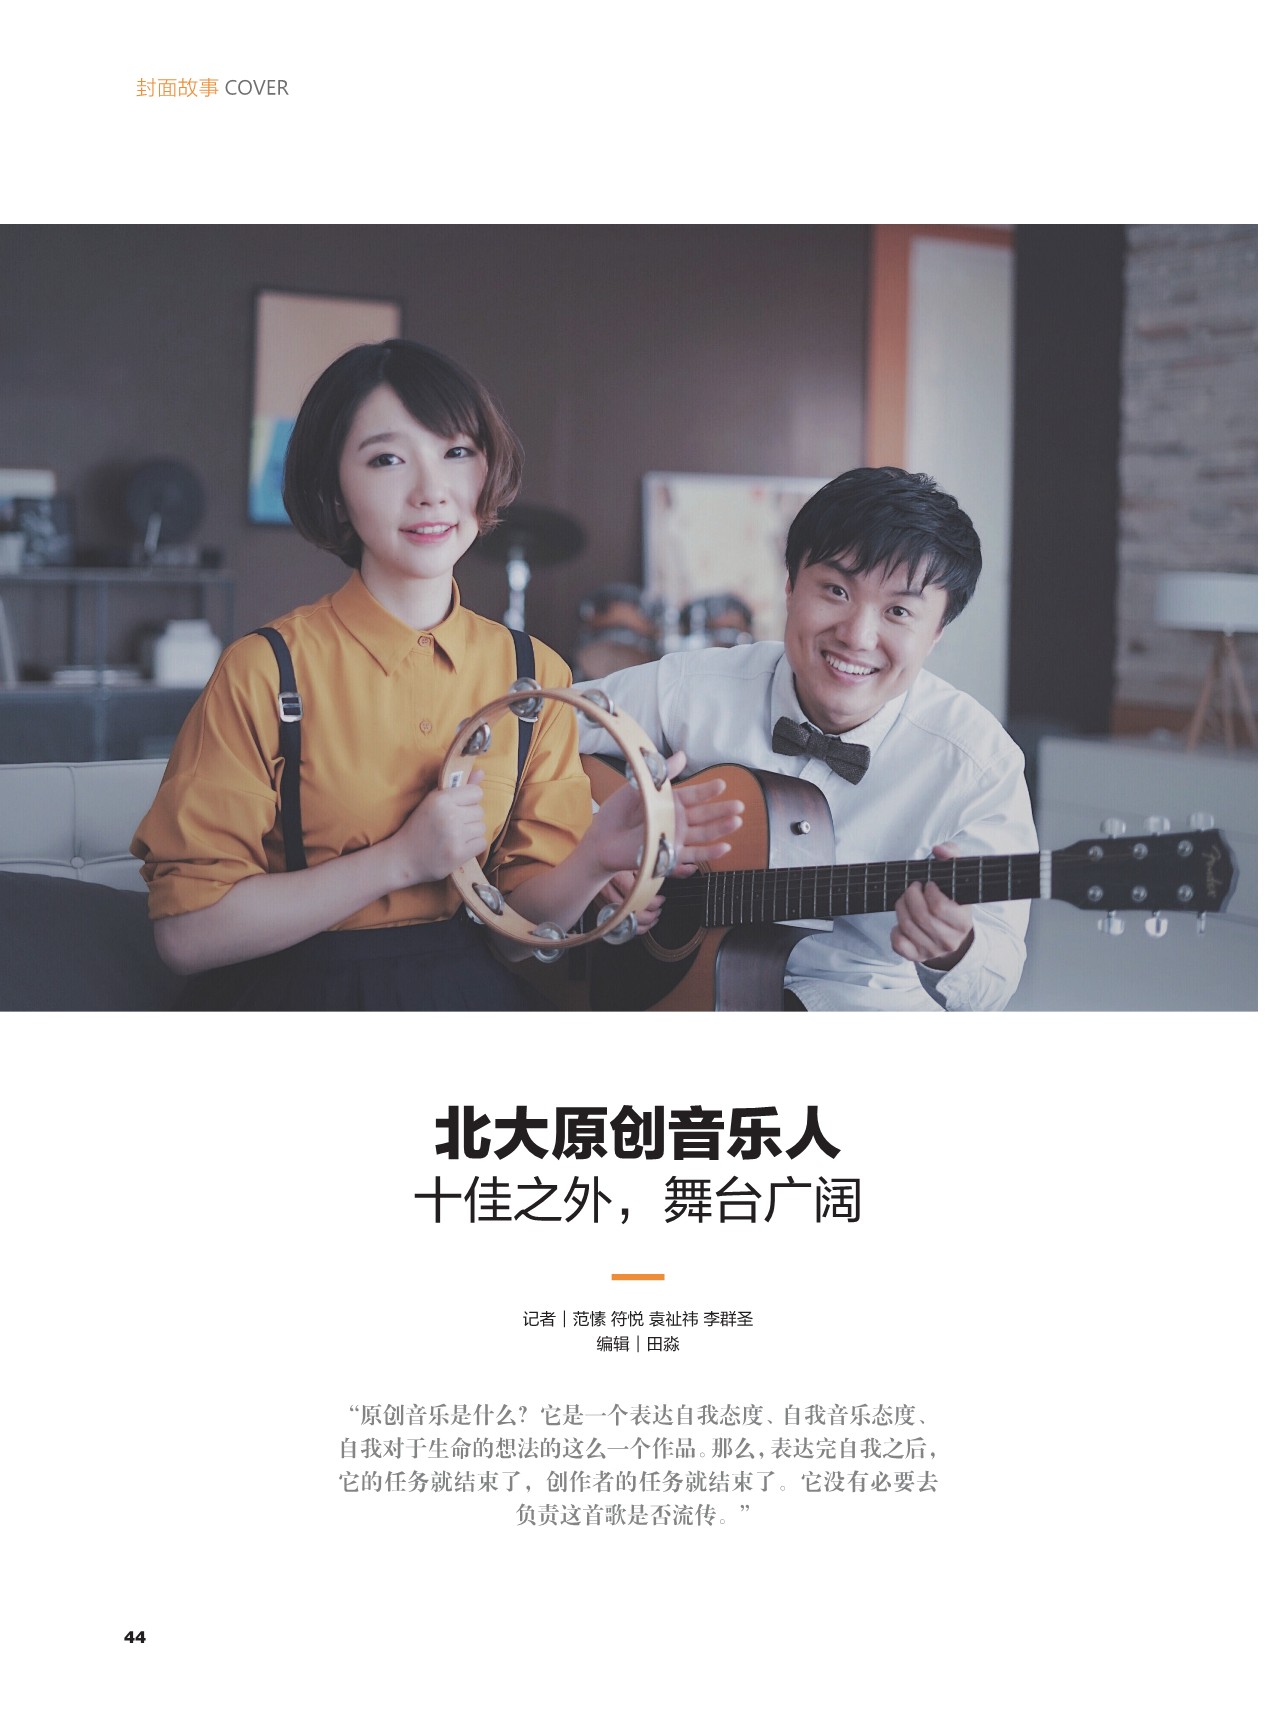 封面故事 COVER
Fender
北大原创音乐人
十佳之外，舞台广阔
记者｜范愫 符悦 袁祉祎 李群圣
编辑｜田淼
“原创音乐是什么？它是一个表达自我态度、自我音乐态度、
自我对于生命的想法的这么一个作品。那么，表达完自我之后，
它的任务就结束了，创作者的任务就结束了。它没有必要去
负责这首歌是否流传。”
44